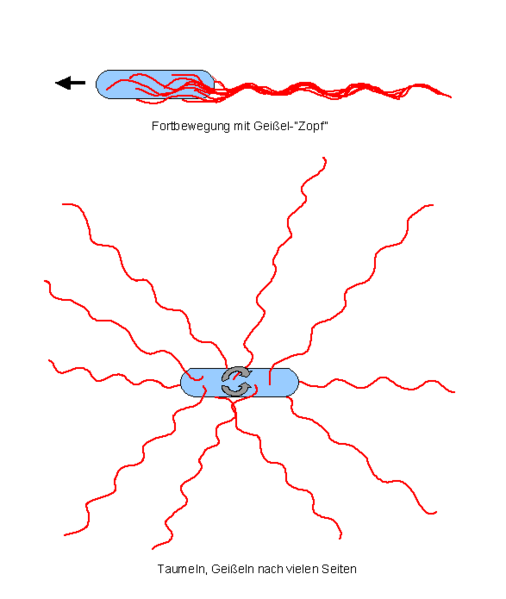 Fortbewegung mit Geißel-"Zopf"
Taumeln, Geißeln nach vielen Seiten